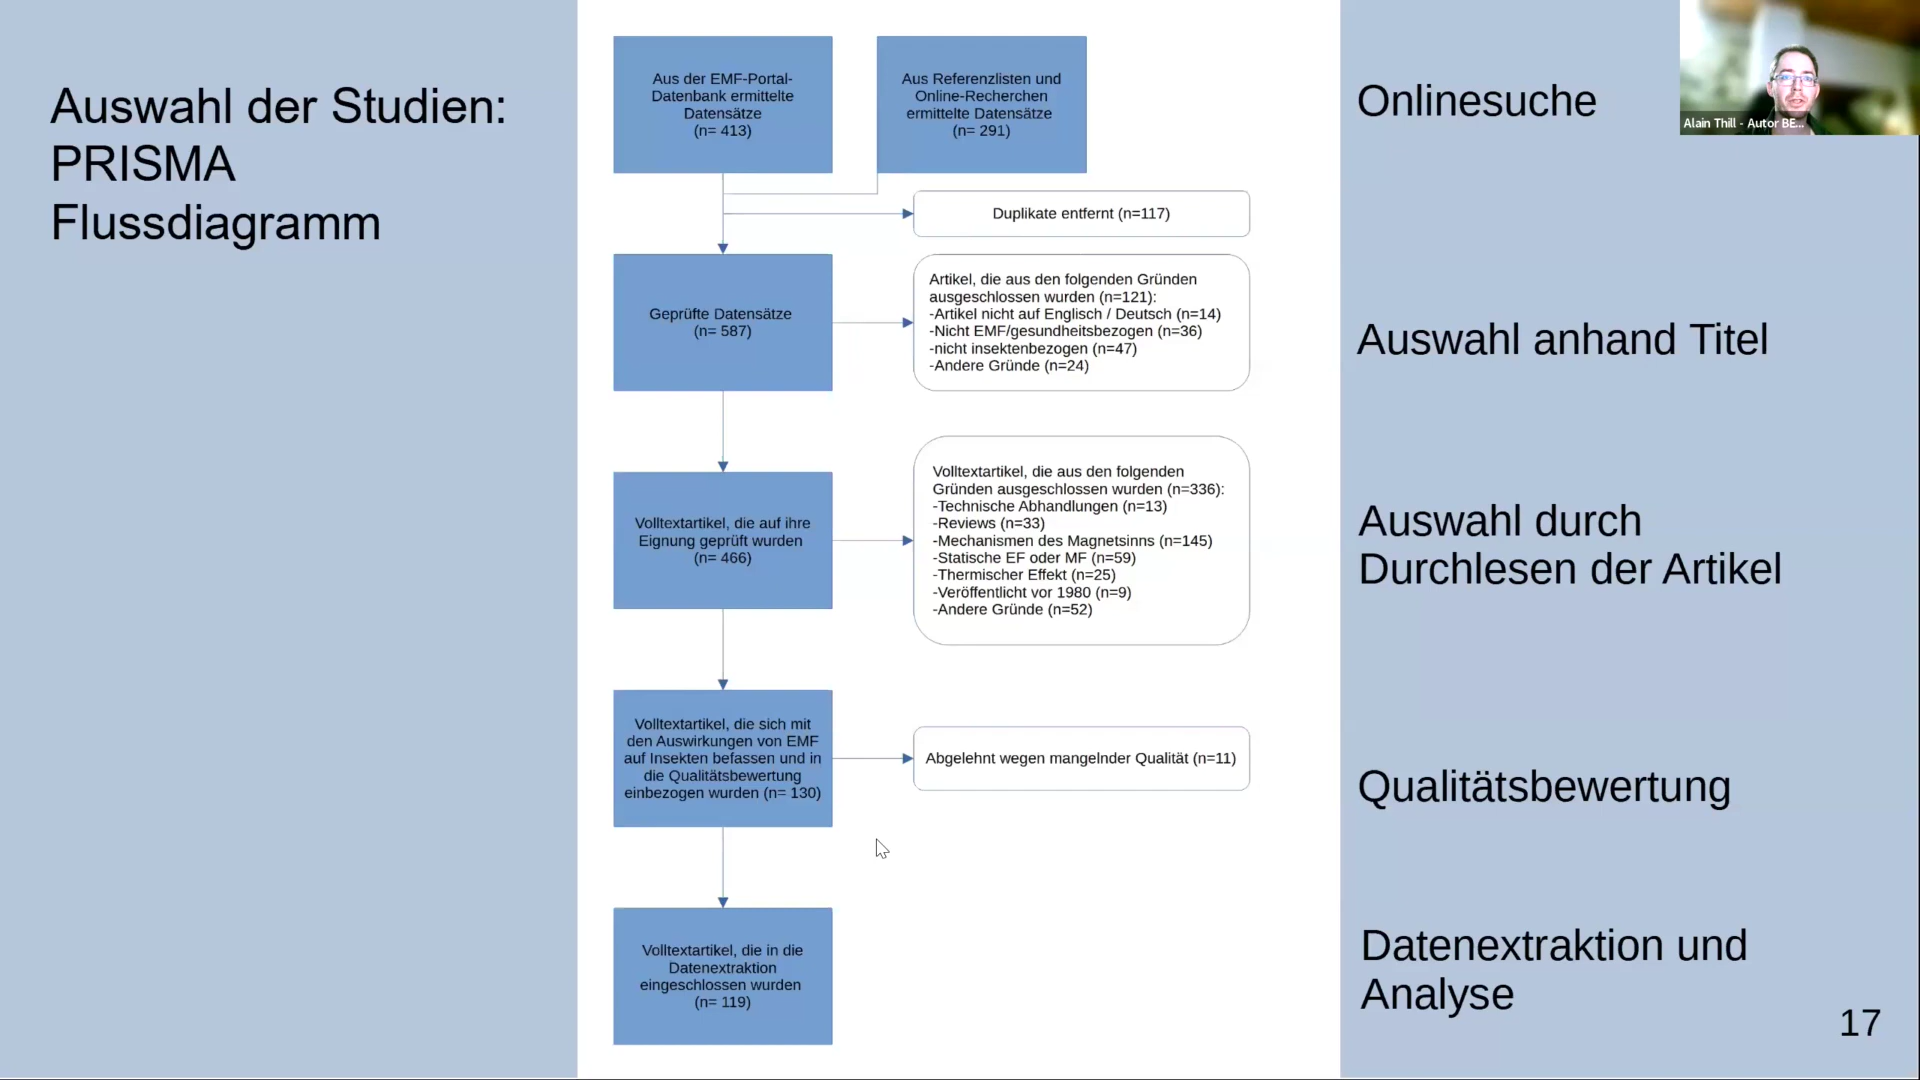 Auswahl der Studien:
PRISMA
Flussdiagramm
Aus der EMF-Portal-
Datenbank ermittelte
Datensätze
(n= 413)
Aus Referenzlisten und
Online-Recherchen
ermittelte Datensätze
(n= 291)
Onlinesuche
Alain Thill - Autor BE...
Duplikate entfernt (n=117)
Geprüfte Datensätze
(n= 587)
Artikel, die aus den folgenden Gründen
ausgeschlossen wurden (n=121):
-Artikel nicht auf Englisch / Deutsch (n=14)
-Nicht EMF/gesundheitsbezogen (n=36)
-nicht insektenbezogen (n=47)
-Andere Gründe (n=24)
Auswahl anhand Titel
Volltextartikel, die auf ihre
Eignung geprüft wurden
(n= 466)
Volltextartikel, die aus den folgenden
Gründen ausgeschlossen wurden (n=336):
-Technische Abhandlungen (n=13)
-Reviews (n=33)
-Mechanismen des Magnetsinns (n=145)
-Statische EF oder MF (n=59)
-Thermischer Effekt (n=25)
-Veröffentlicht vor 1980 (n=9)
-Andere Gründe (n=52)
Auswahl durch
Durchlesen der Artikel
Volltextartikel, die sich mit
den Auswirkungen von EMF
auf Insekten befassen und in
die Qualitätsbewertung
einbezogen wurden (n= 130)
Abgelehnt wegen mangelnder Qualität (n=11)
Qualitätsbewertung
Volltextartikel, die in die
Datenextraktion
eingeschlossen wurden
(n= 119)
Datenextraktion und
Analyse
17